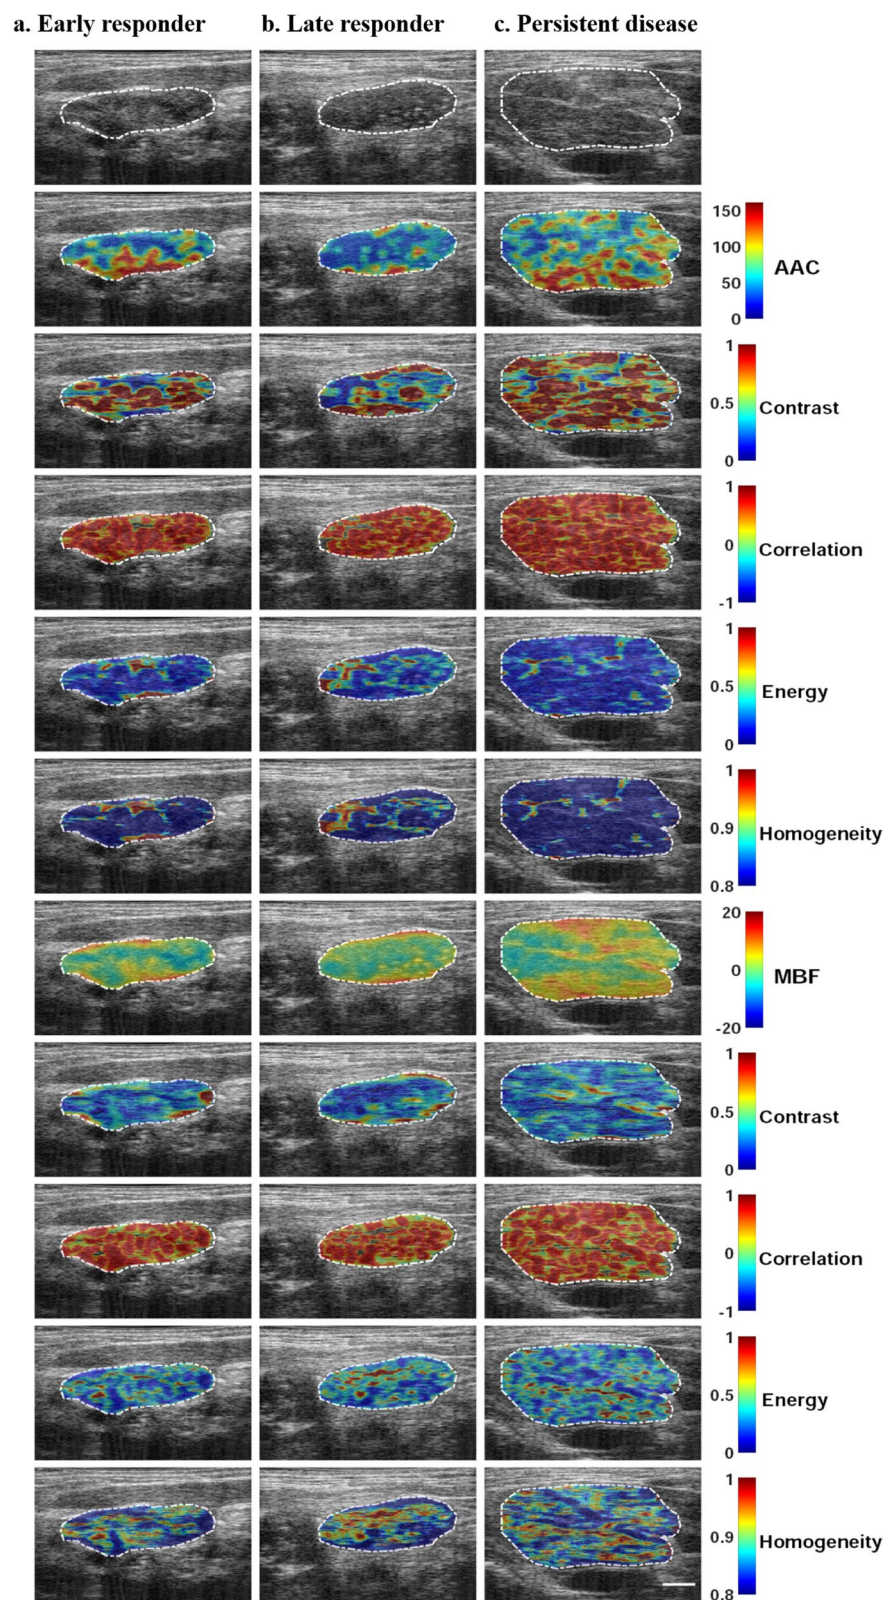 a. Early responder b. Late responder c. Persistent disease
150
100
50
0
AAC
1
0.5
0
Contrast
1
0
-1
Correlation
1
0.5
0
Energy
1
0.9
0.8
Homogeneity
20
0
-20
MBF
1
0.5
0
Contrast
1
0
-1
Correlation
1
0.5
0
Energy
1
0.9
0.8
Homogeneity